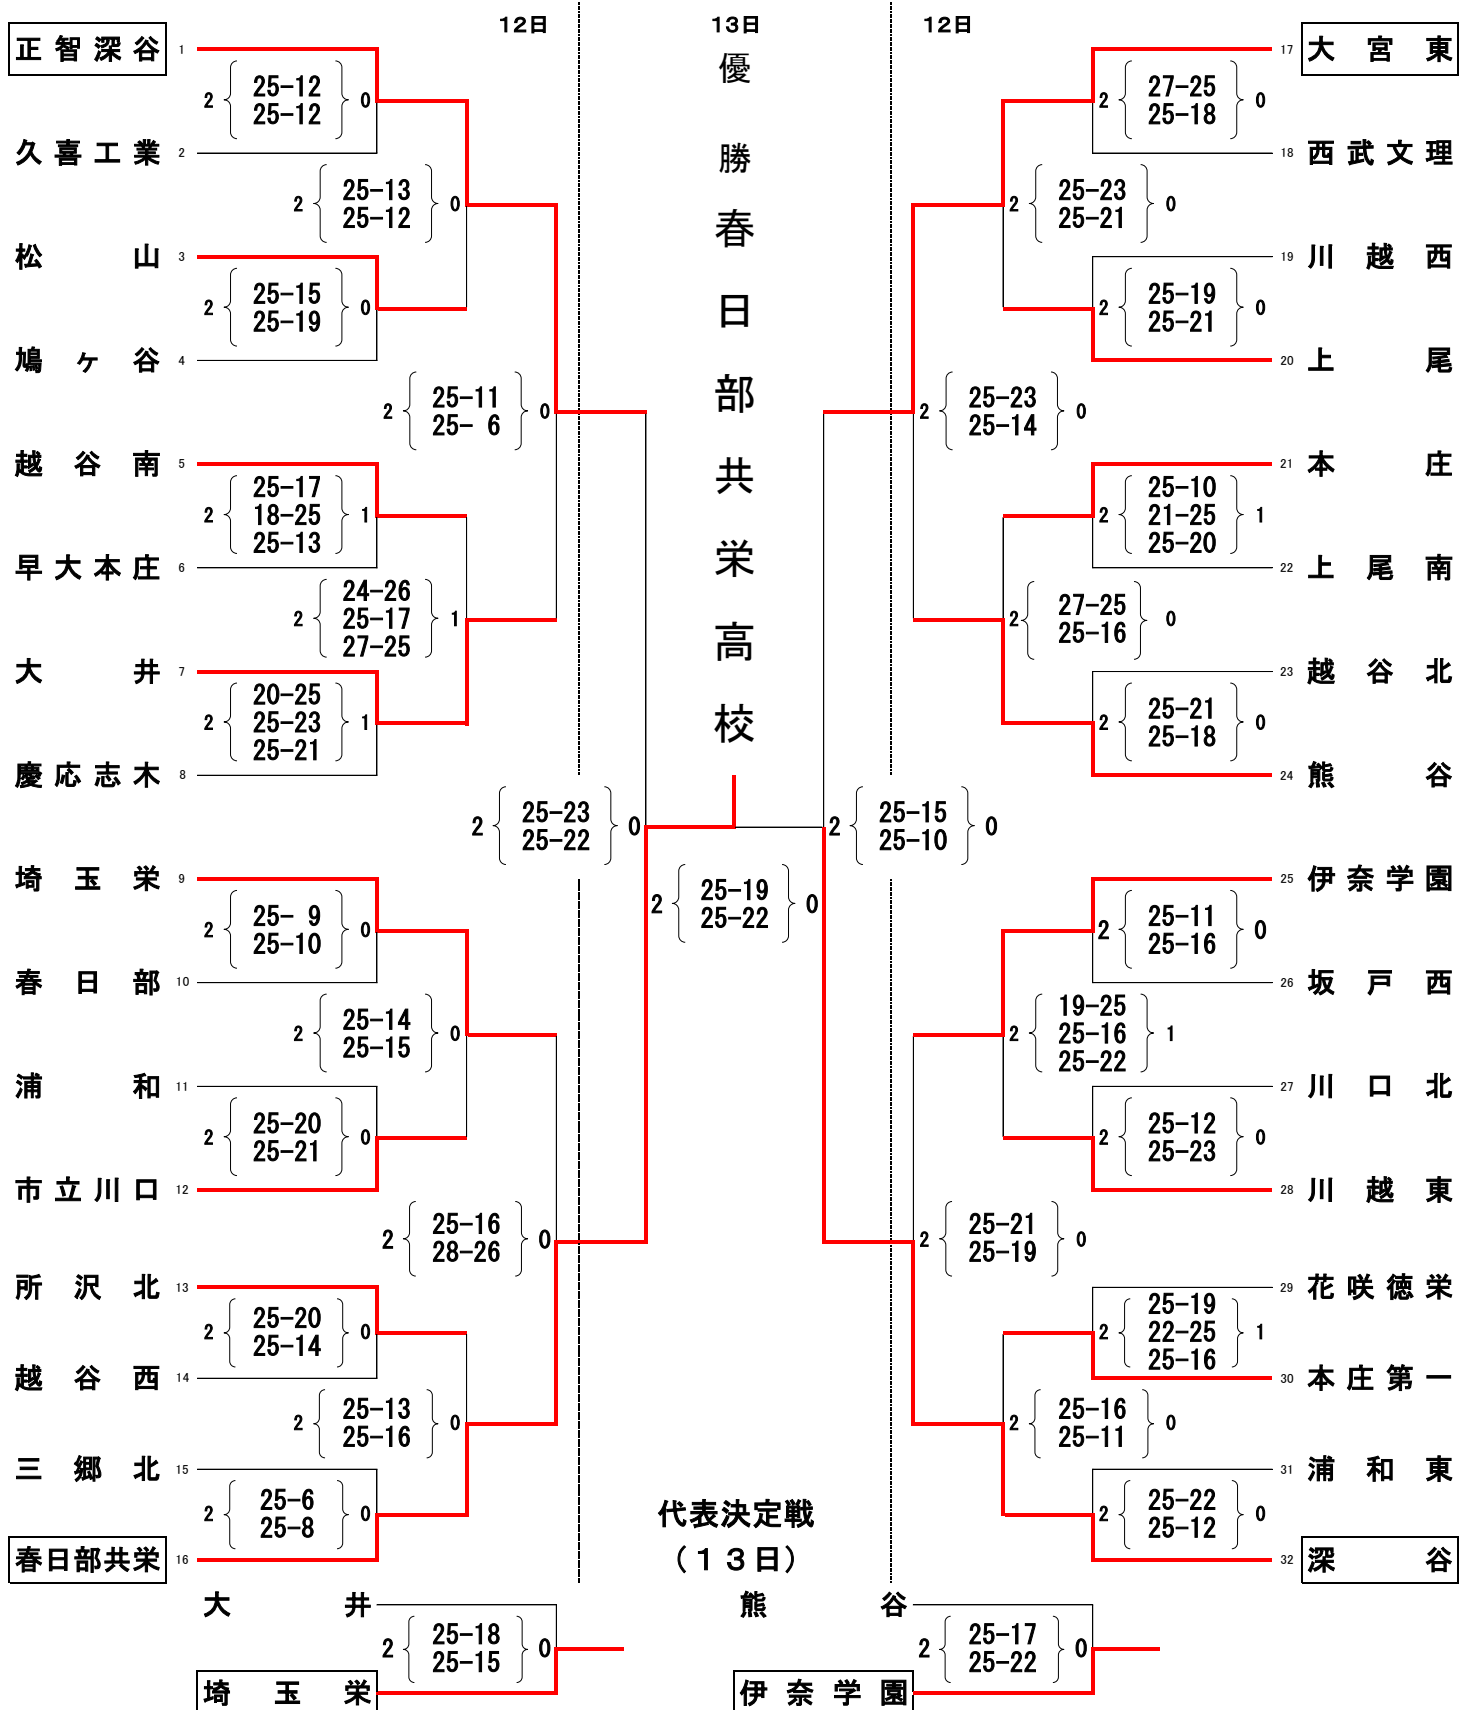 12日
13日
12日
優勝 春日部共栄高校
正智深谷 1
2 25-12 0
25-12
久喜工業 2
2 25-13 0
25-12
松山 3
2 25-15 0
25-19
鳩ヶ谷 4
2 25-11 0
25- 6
越谷南 5
2 25-17 1
18-25
25-13
早大本庄 6
2 24-26 1
25-17
27-25
大井 7
2 20-25 1
25-23
25-21
慶応志木 8
2 25-23 0
25-22
埼玉栄 9
2 25- 9 0
25-10
春日部 10
2 25-14 0
25-15
浦和 11
2 25-20 0
25-21
市立川口 12
2 25-16 0
28-26
所沢北 13
2 25-20 0
25-14
越谷西 14
2 25-13 0
25-16
三郷北 15
2 25-6 0
25-8
春日部共栄 16
2 25-19 0
25-22
17 大宮東
2 27-25 0
25-18
18 西武文理
2 25-23 0
25-21
19 川越西
2 25-19 0
25-21
20 上尾
2 25-23 0
25-14
21 本庄
2 25-10 1
21-25
25-20
22 上尾南
2 27-25 0
25-16
23 越谷北
2 25-21 0
25-18
24 熊谷
2 25-15 0
25-10
25 伊奈学園
2 25-11 0
25-16
26 坂戸西
2 19-25 1
25-16
25-22
27 川口北
2 25-12 0
25-23
28 川越東
2 25-21 0
25-19
29 花咲徳栄
2 25-19 1
22-25
25-16
30 本庄第一
2 25-16 0
25-11
31 浦和東
2 25-22 0
25-12
32 深谷
代表決定戦
(13日)
大井
2 25-18 0
25-15
埼玉栄
熊谷
2 25-17 0
25-22
伊奈学園